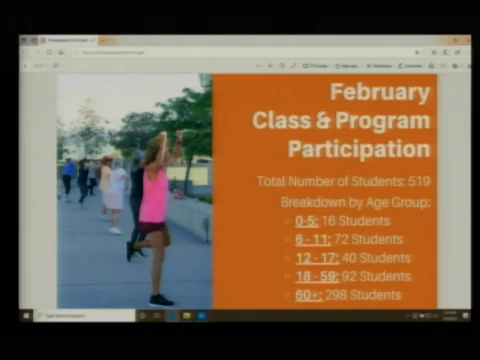 February
Class & Program
Participation
Total Number of Students: 519
Breakdown by Age Group:
0-5: 16 Students
6 - 11: 72 Students
12 - 17: 40 Students
18 - 59: 92 Students
60+: 298 Students